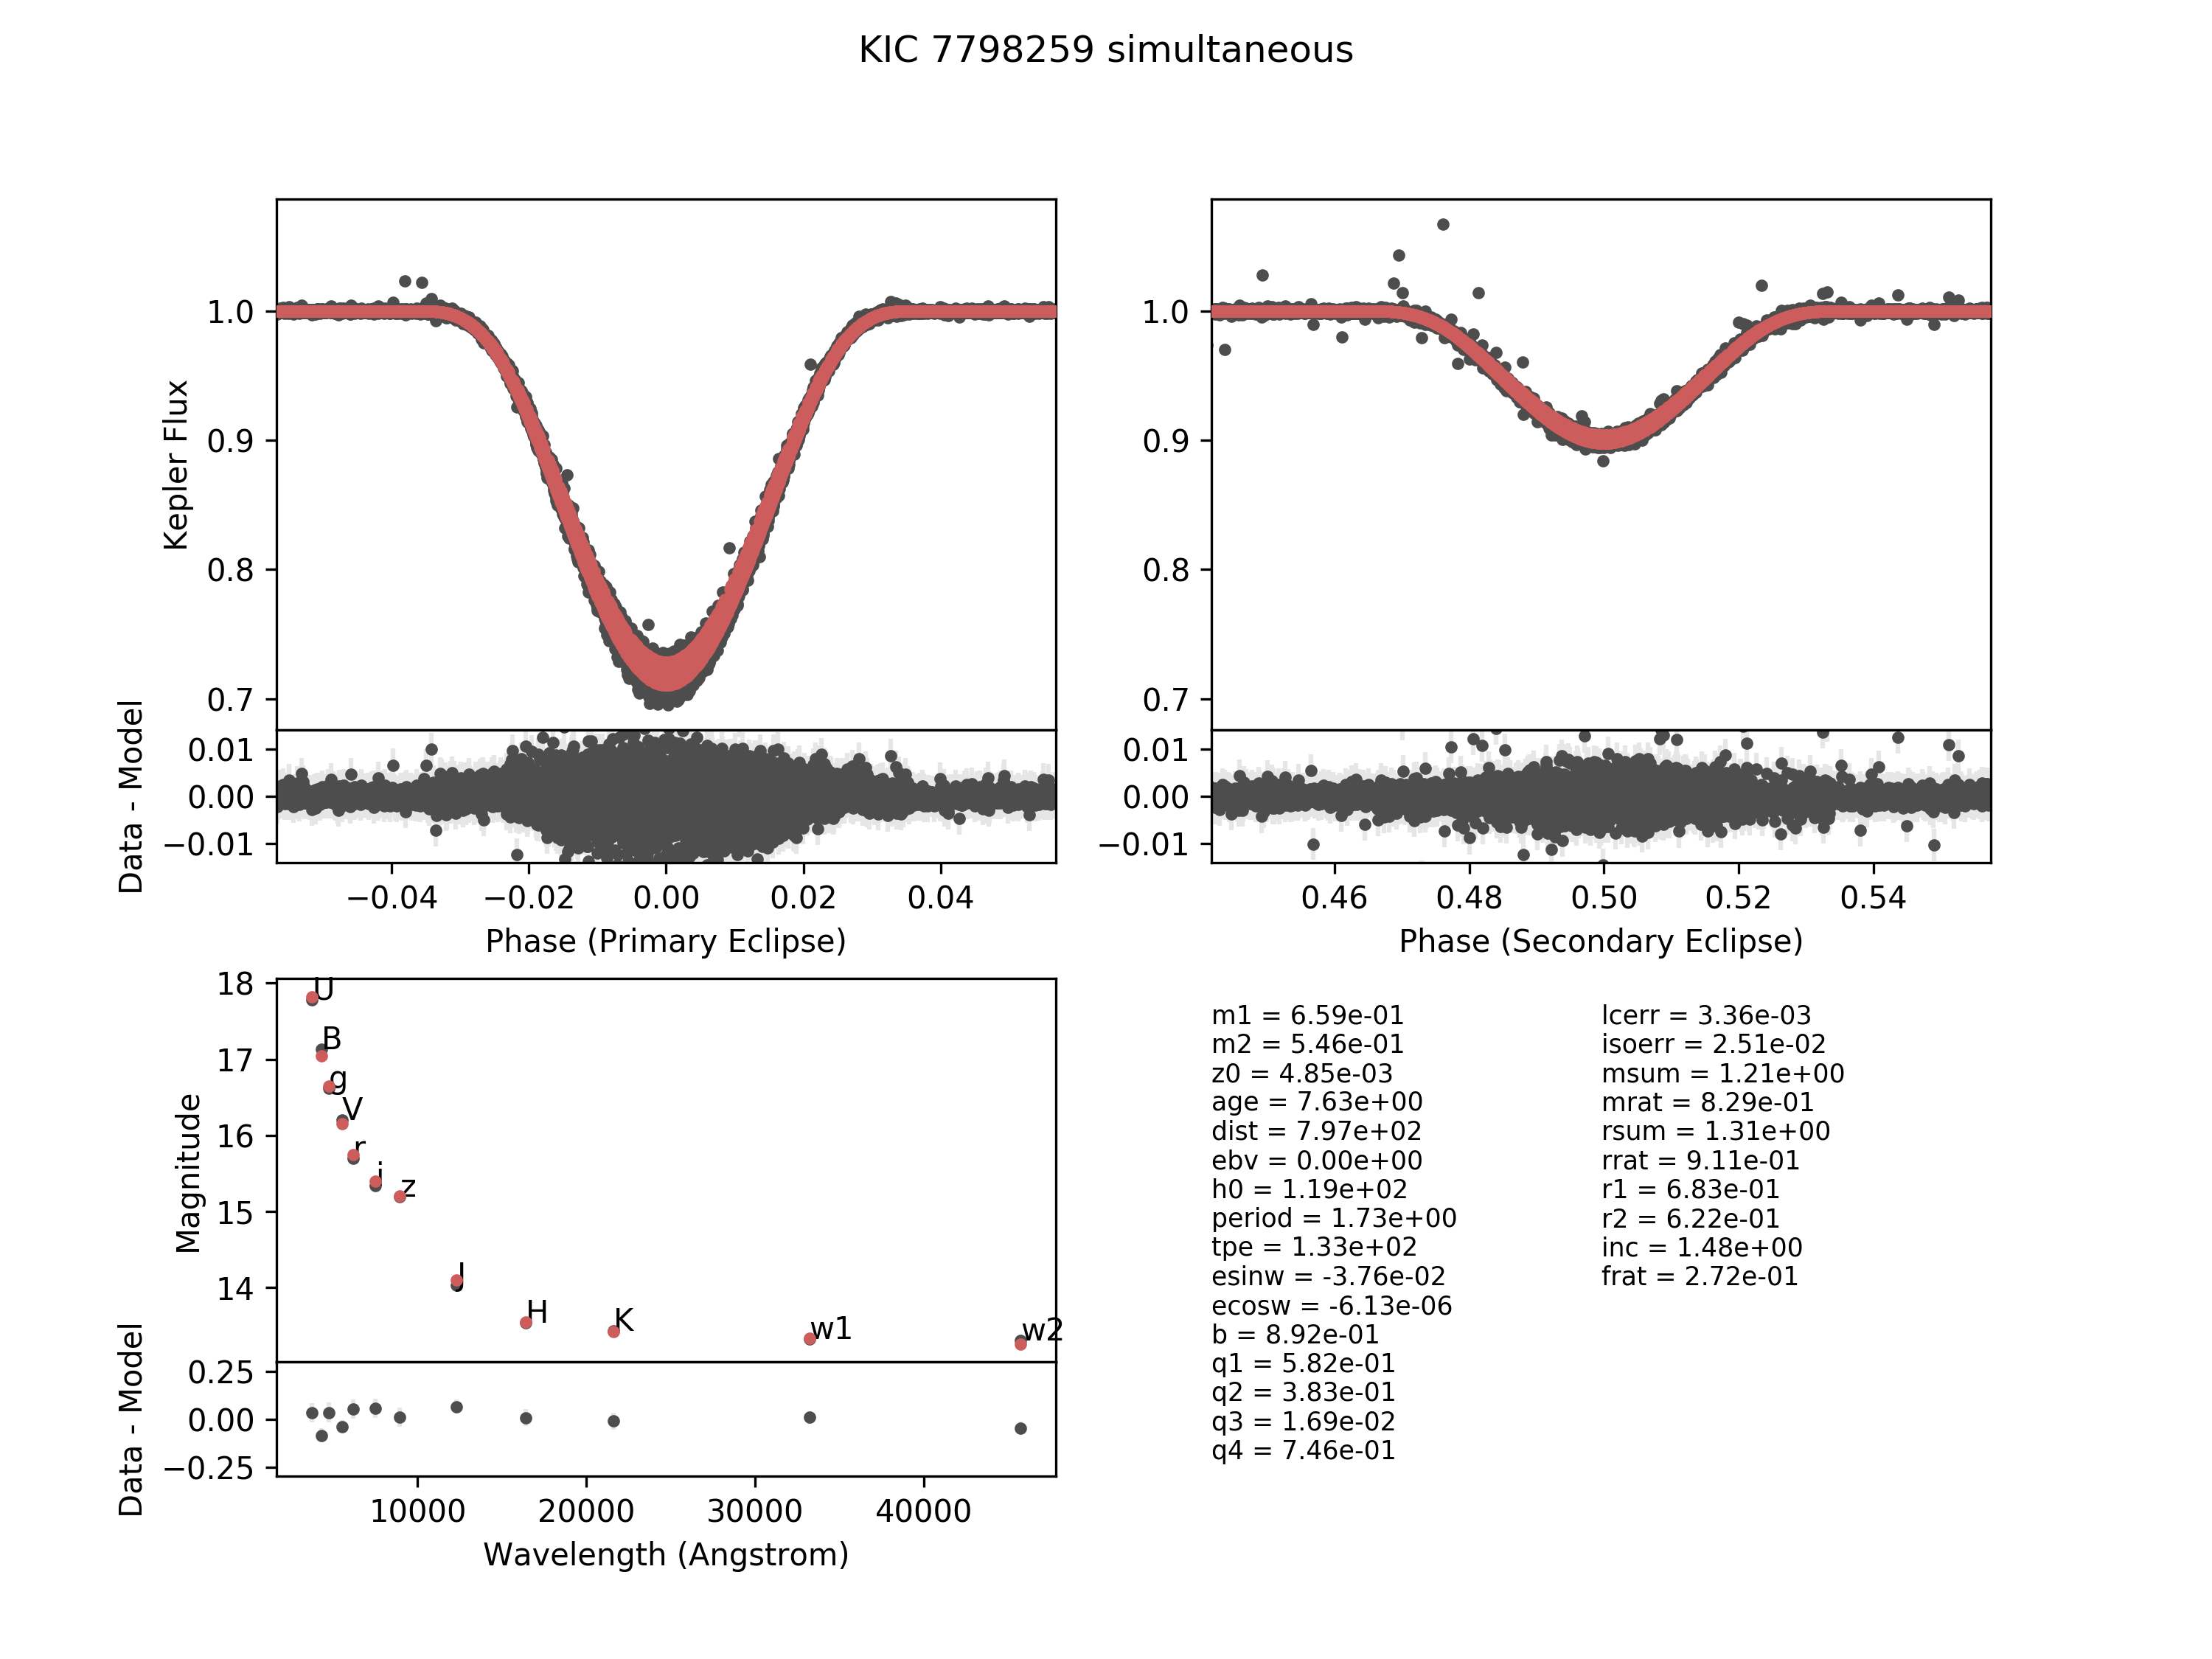 KIC 7798259 simultaneous
1.0
0.9
0.8
0.7
Kepler Flux
0.01
0.00
−0.01
Data - Model
−0.04 −0.02 0.00 0.02 0.04
Phase (Primary Eclipse)
1.0
0.9
0.8
0.7
0.01
0.00
−0.01
0.46 0.48 0.50 0.52 0.54
Phase (Secondary Eclipse)
18
17
16
15
14
Magnitude
U
B
g
V
r
i
z
J
H
K
w1
w2
0.25
0.00
−0.25
Data - Model
10000 20000 30000 40000
Wavelength (Angstrom)
m1 = 6.59e-01
m2 = 5.46e-01
z0 = 4.85e-03
age = 7.63e+00
dist = 7.97e+02
ebv = 0.00e+00
h0 = 1.19e+02
period = 1.73e+00
tpe = 1.33e+02
esinw = -3.76e-02
ecosw = -6.13e-06
b = 8.92e-01
q1 = 5.82e-01
q2 = 3.83e-01
q3 = 1.69e-02
q4 = 7.46e-01
lcerr = 3.36e-03
isoerr = 2.51e-02
msum = 1.21e+00
mrat = 8.29e-01
rsum = 1.31e+00
rrat = 9.11e-01
r1 = 6.83e-01
r2 = 6.22e-01
inc = 1.48e+00
frat = 2.72e-01